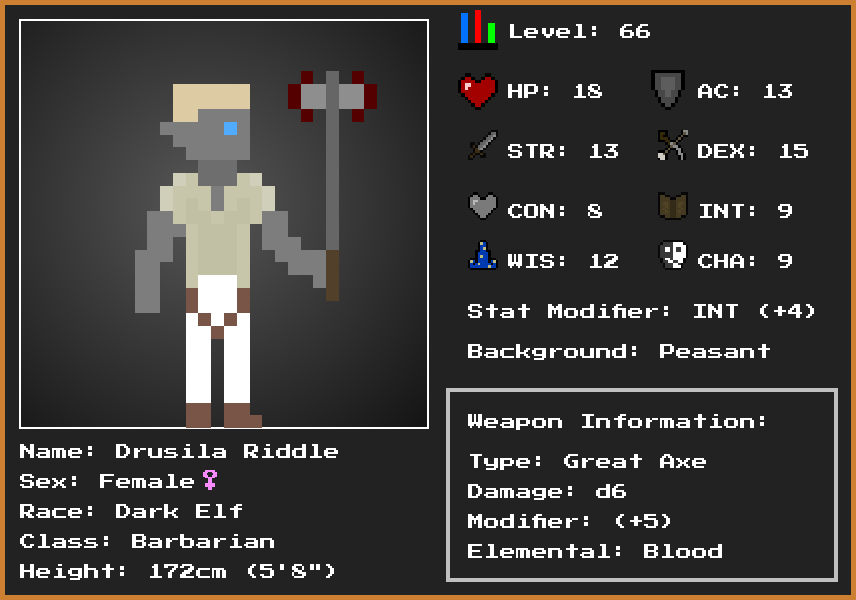 Level: 66
HP: 18
AC: 13
STR: 13
DEX: 15
CON: 8
INT: 9
WIS: 12
CHA: 9
Stat Modifier: INT (+4)
Background: Peasant
Weapon Information:
Type: Great Axe
Damage: d6
Modifier: (+5)
Elemental: Blood
Name: Drusila Riddle
Sex: Female♀
Race: Dark Elf
Class: Barbarian
Height: 172cm (5'8")